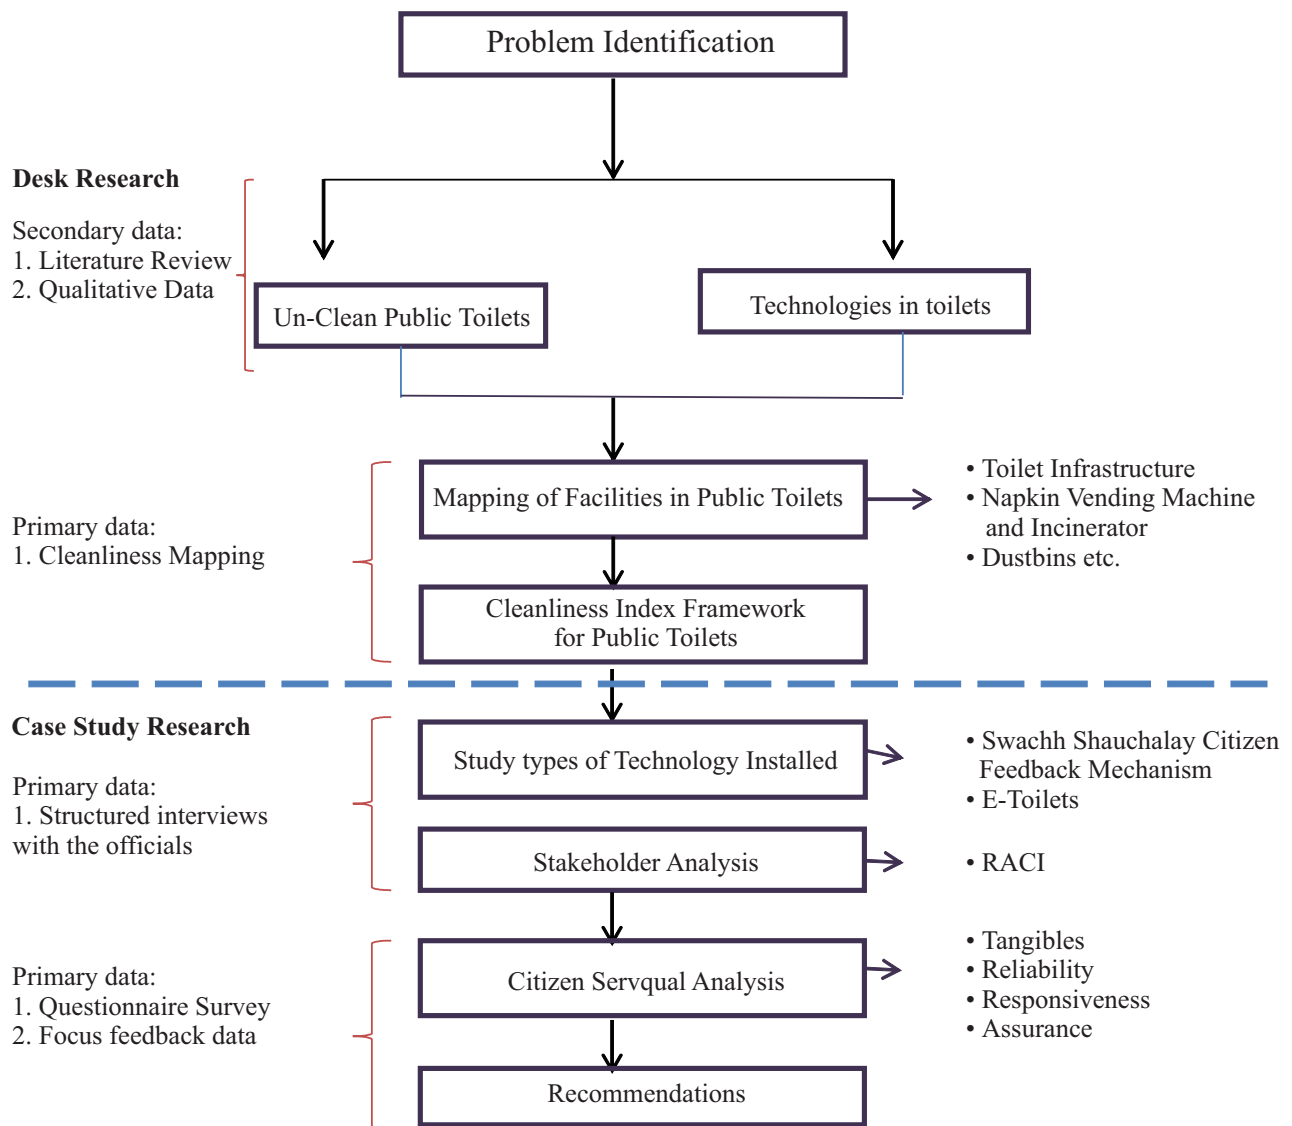 Problem Identification
Desk Research
Secondary data:
1. Literature Review
2. Qualitative Data
Un-Clean Public Toilets
Technologies in toilets
Primary data:
1. Cleanliness Mapping
Mapping of Facilities in Public Toilets
• Toilet Infrastructure
• Napkin Vending Machine
and Incinerator
• Dustbins etc.
Cleanliness Index Framework
for Public Toilets
Case Study Research
Primary data:
1. Structured interviews
with the officials
Study types of Technology Installed
• Swachh Shauchalay Citizen
Feedback Mechanism
• E-Toilets
Stakeholder Analysis
• RACI
Primary data:
1. Questionnaire Survey
2. Focus feedback data
Citizen Servqual Analysis
• Tangibles
• Reliability
• Responsiveness
• Assurance
Recommendations